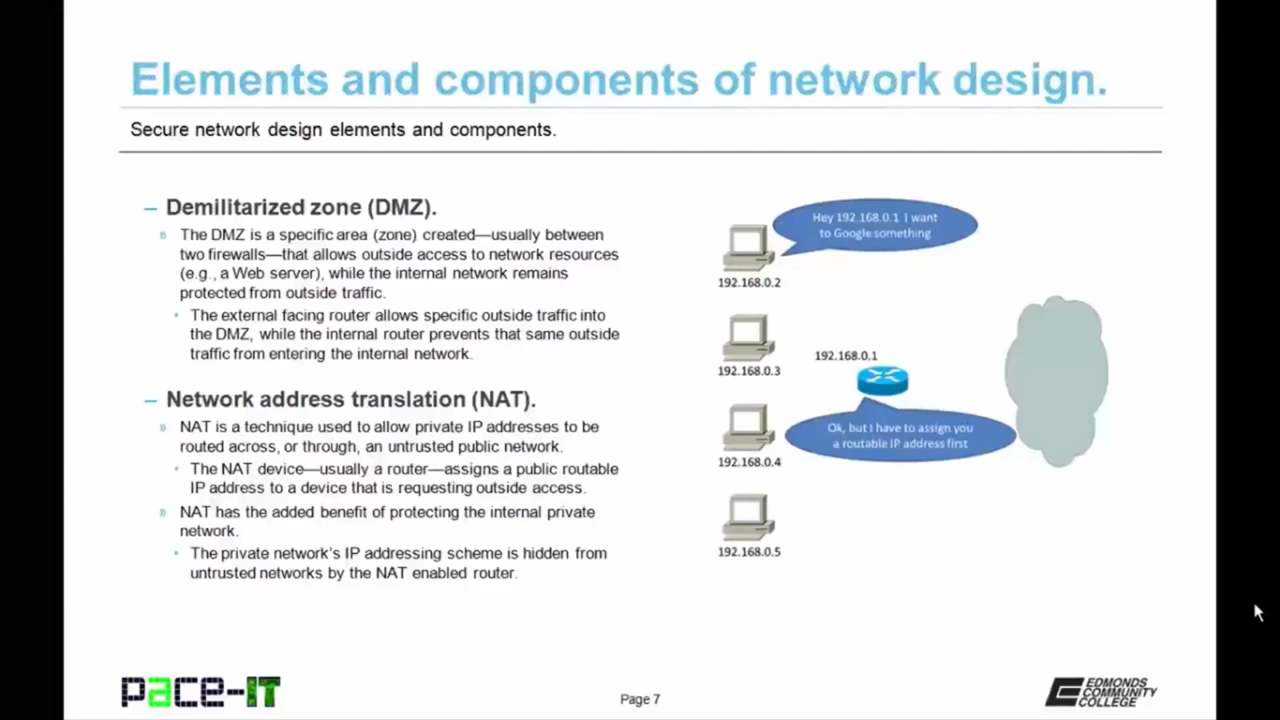 Elements and components of network design.
Secure network design elements and components.
– Demilitarized zone (DMZ).
» The DMZ is a specific area (zone) created—usually between
two firewalls—that allows outside access to network resources
(e.g., a Web server), while the internal network remains
protected from outside traffic.
• The external facing router allows specific outside traffic into
the DMZ, while the internal router prevents that same outside
traffic from entering the internal network.
– Network address translation (NAT).
» NAT is a technique used to allow private IP addresses to be
routed across, or through, an untrusted public network.
• The NAT device—usually a router—assigns a public routable
IP address to a device that is requesting outside access.
» NAT has the added benefit of protecting the internal private
network.
• The private network's IP addressing scheme is hidden from
untrusted networks by the NAT enabled router.
Hey 192.168.0.1 I want
to Google something
192.168.0.2
192.168.0.3
192.168.0.1
Ok, but I have to assign you
a routable IP address first
192.168.0.4
192.168.0.5
pace-IT
Page 7
EDMONDS
COMMUNITY
COLLEGE